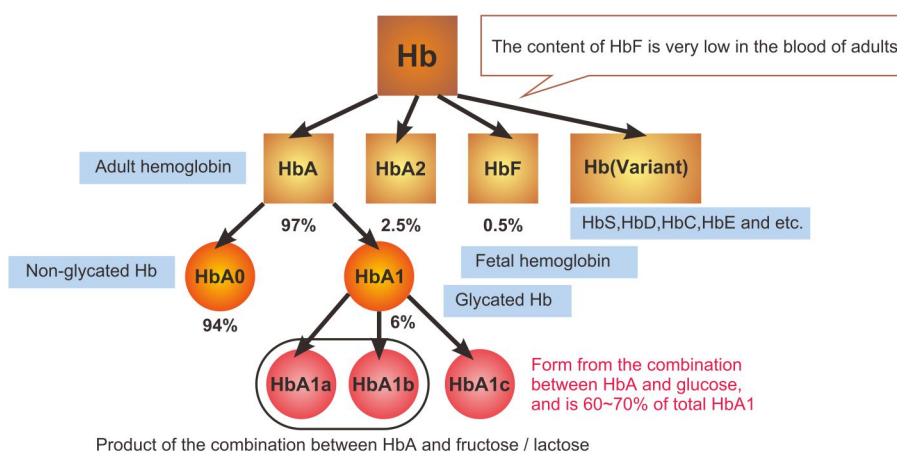 Hb
The content of HbF is very low in the blood of adults
Adult hemoglobin
HbA
HbA2
HbF
Hb(Variant)
97%
2.5%
0.5%
HbS,HbD,HbC,HbE and etc.
Non-glycated Hb
HbA0
HbA1
Fetal hemoglobin
Glycated Hb
94%
6%
HbA1a
HbA1b
HbA1c
Form from the combination
between HbA and glucose,
and is 60~70% of total HbA1
Product of the combination between HbA and fructose / lactose